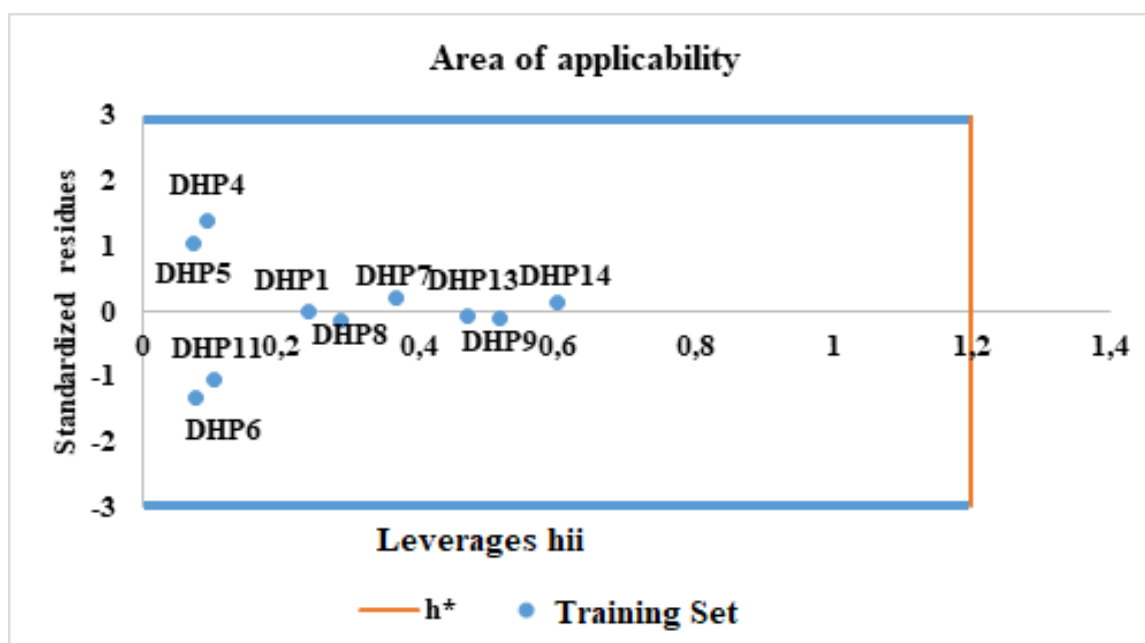 Area of applicability
Standardized residues
3
2
1
0
-1
-2
-3
DHP4
DHP5
DHP1
DHP7
DHP13
DHP14
DHP8
DHP9
DHP11
DHP6
0
0,2
0,4
0,6
0,8
1
1,2
1,4
Leverages hii
h*
Training Set